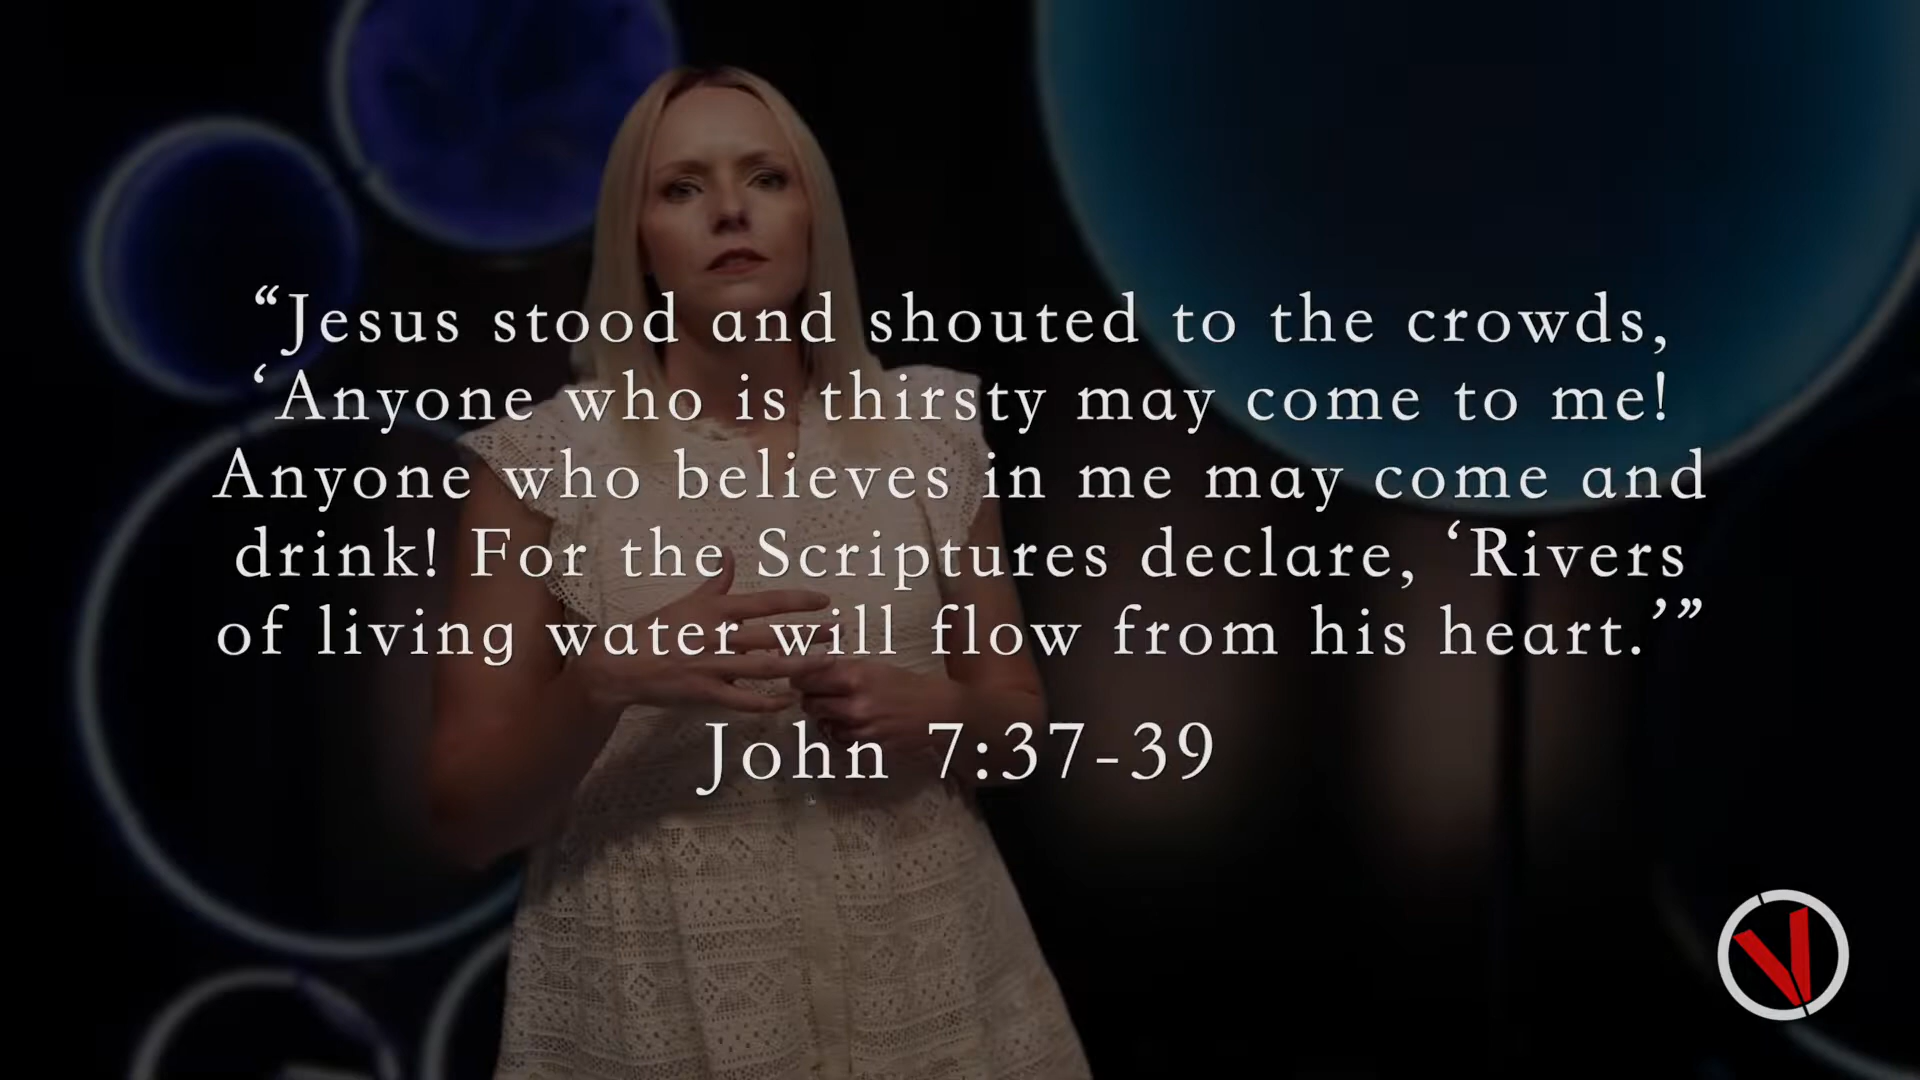 “Jesus stood and shouted to the crowds,
‘Anyone who is thirsty may come to me!
Anyone who believes in me may come and
drink! For the Scriptures declare, ‘Rivers
of living water will flow from his heart.’”
John 7:37-39